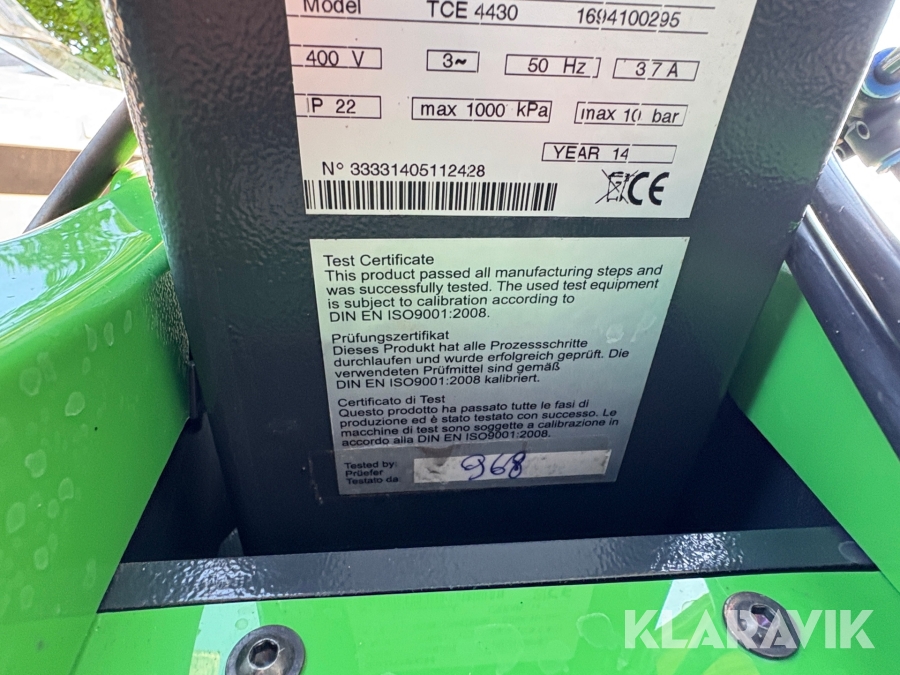 Model TCE 4430 1694100295
400 V 3~ 50 Hz 3.7A
IP 22 max 1000 kPa max 10 bar
YEAR 14
N° 33331405112428
CE
Test Certificate
This product passed all manufacturing steps and
was successfully tested. The used test equipment
is subject to calibration according to
DIN EN ISO9001:2008.
Prüfungszertifikat
Dieses Produkt hat alle Prozessschritte
durchlaufen und wurde erfolgreich geprüft. Die
verwendeten Prüfmittel sind gemäß
DIN EN ISO9001:2008 kalibriert.
Certificato di Test
Questo prodotto ha passato tutte le fasi di
produzione ed é stato testato con successo. Le
macchine di test sono soggette a calibrazione in
accordo alla DIN EN ISO9001:2008.
Tested by: 968
Prüefer
Testato da:
KLARAVIK